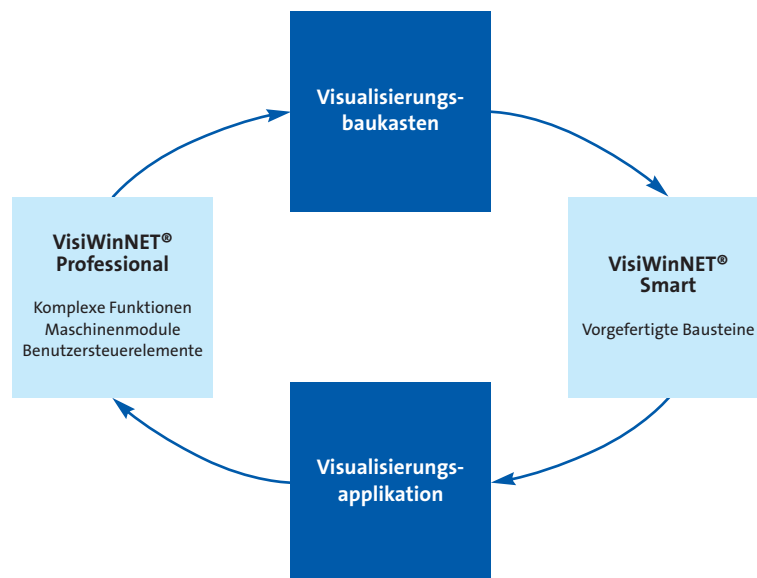 Visualisierungs-
baukasten
VisiWinNET®
Professional
Komplexe Funktionen
Maschinenmodule
Benutzersteuerelemente
VisiWinNET®
Smart
Vorgefertigte Bausteine
Visualisierungs-
applikation